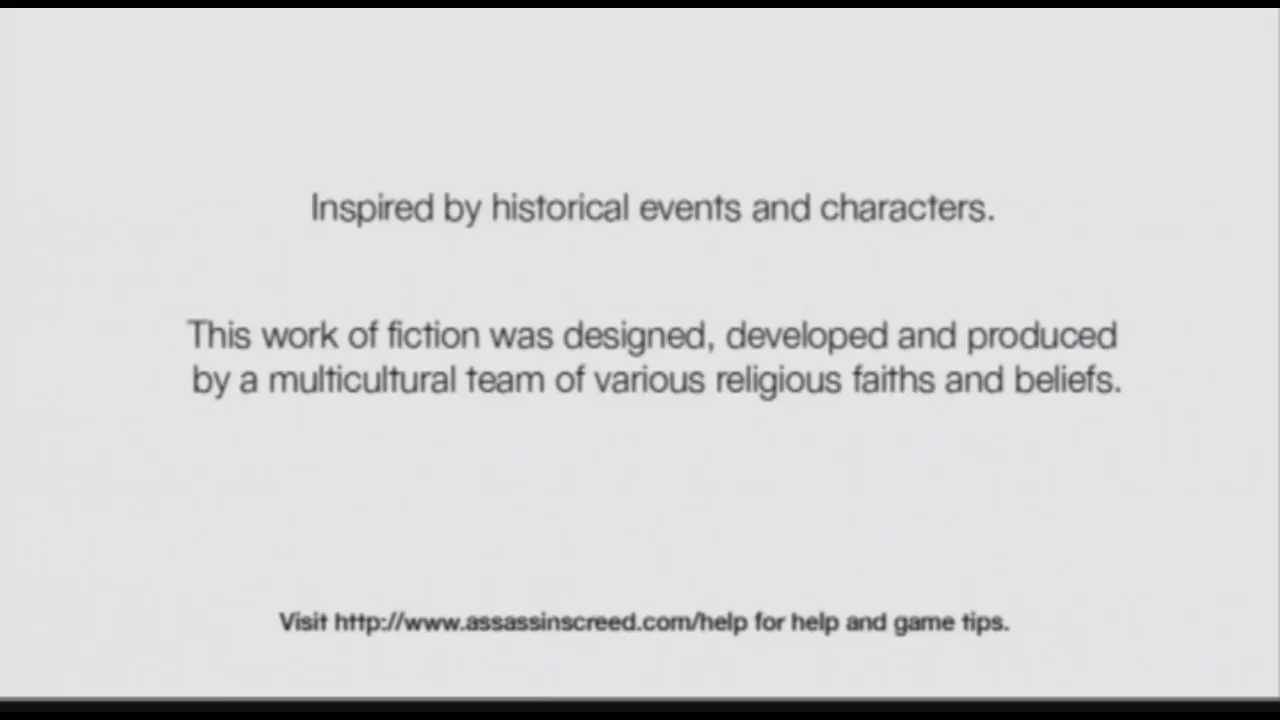 Inspired by historical events and characters.
This work of fiction was designed, developed and produced
by a multicultural team of various religious faiths and beliefs.
Visit http://www.assassinscreed.com/help for help and game tips.